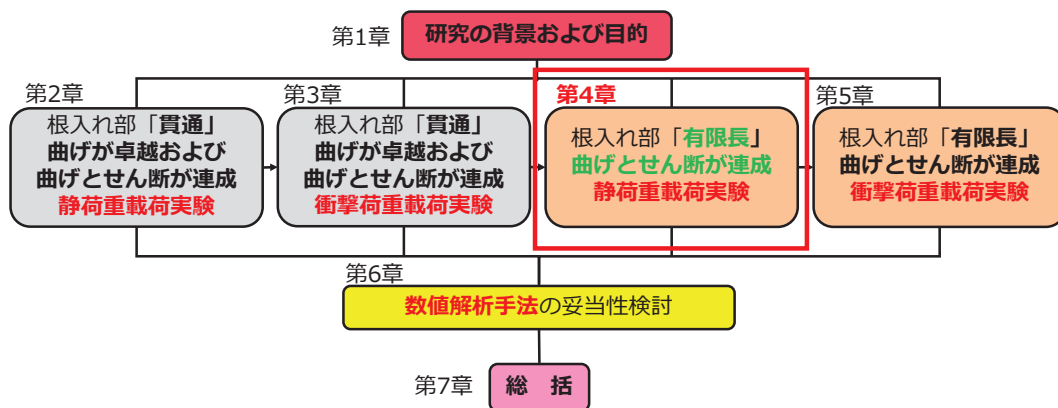 第1章
研究の背景および目的
第2章
根入れ部「貫通」
曲げが卓越および
曲げとせん断が連成
静荷重載荷実験
第3章
根入れ部「貫通」
曲げが卓越および
曲げとせん断が連成
衝撃荷重載荷実験
第4章
根入れ部「有限長」
曲げとせん断が連成
静荷重載荷実験
第5章
根入れ部「有限長」
曲げとせん断が連成
衝撃荷重載荷実験
第6章
数値解析手法の妥当性検討
第7章
総　括